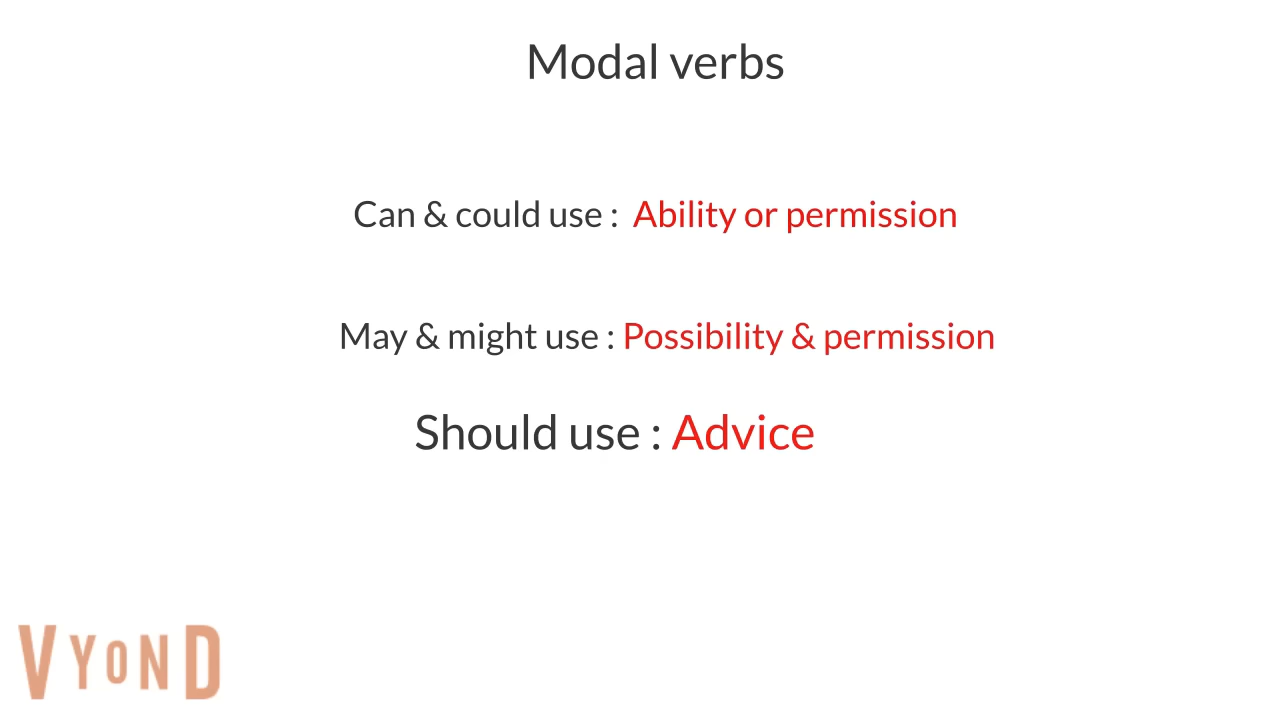 Modal verbs
Can & could use : Ability or permission
May & might use : Possibility & permission
Should use : Advice
VYOND